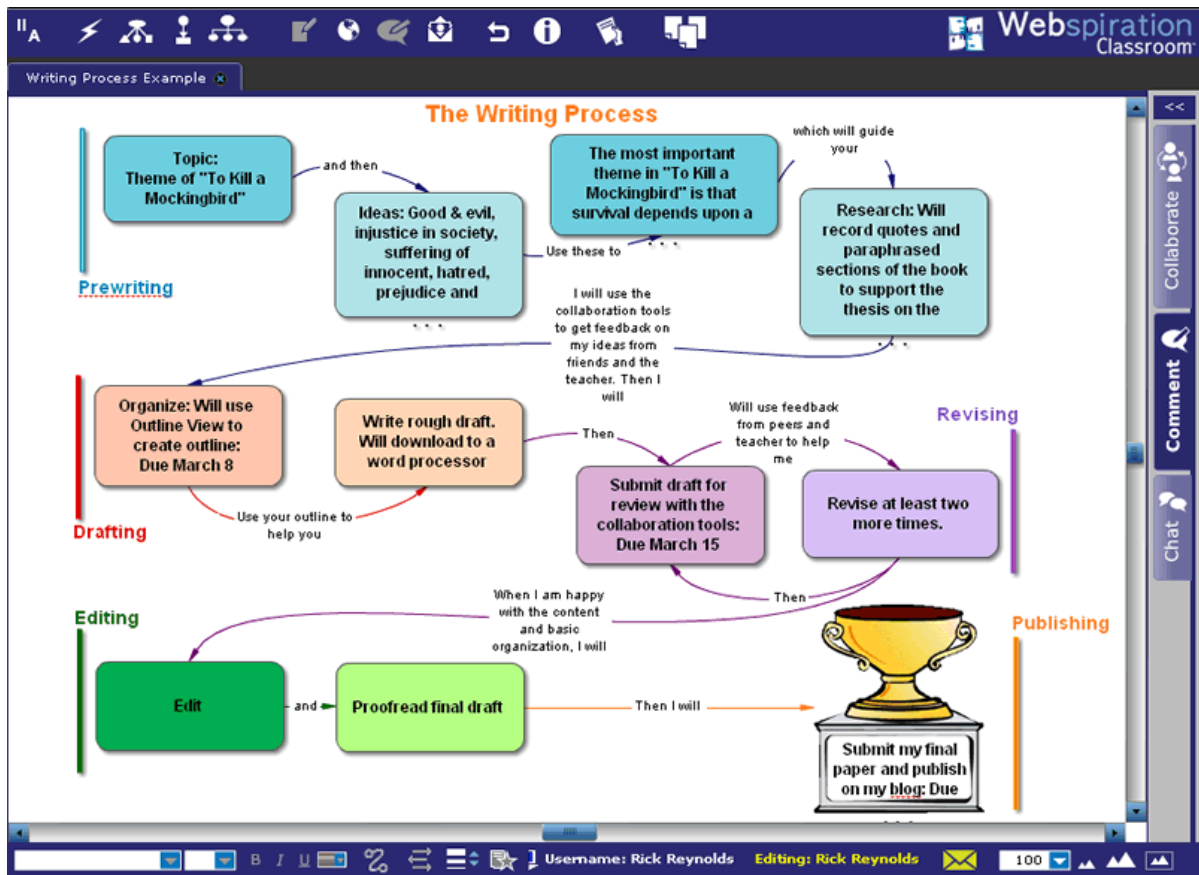 II A
Webspiration
Classroom
Writing Process Example
The Writing Process
Topic:
Theme of "To Kill a
Mockingbird"
and then
Ideas: Good & evil,
injustice in society,
suffering of
innocent, hatred,
prejudice and
. . .
Use these to
The most important
theme in "To Kill a
Mockingbird" is that
survival depends upon a
. . .
which will guide
your
Research: Will
record quotes and
paraphrased
sections of the book
to support the
thesis on the
. . .
Prewriting
I will use the
collaboration tools
to get feedback on
my ideas from
friends and the
teacher. Then I
will
Organize: Will use
Outline View to
create outline:
Due March 8
Use your outline to
help you
Write rough draft.
Will download to a
word processor
Drafting
Then
Submit draft for
review with the
collaboration tools:
Due March 15
Will use feedback
from peers and
teacher to help
me
Revise at least two
more times.
Then
Revising
When I am happy
with the content
and basic
organization, I will
Editing
Edit
and
Proofread final draft
Then I will
Submit my final
paper and publish
on my blog: Due
. . .
Publishing
<<
Collaborate
Comment
Chat
B I U
Username: Rick Reynolds
Editing: Rick Reynolds
100